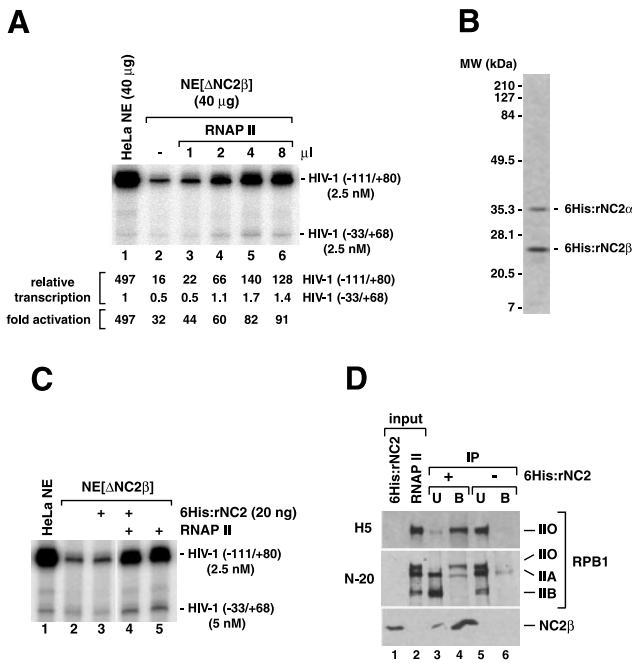 A
HeLa NE (40 μg)
NE[ΔNC2β]
(40 μg)
RNAP II
- 1 2 4 8 μl
HIV-1 (-111/+80)
(2.5 nM)
HIV-1 (-33/+68)
(2.5 nM)
1 2 3 4 5 6
relative transcription
497 16 22 66 140 128 HIV-1 (-111/+80)
1 0.5 0.5 1.1 1.7 1.4 HIV-1 (-33/+68)
fold activation 497 32 44 60 82 91
B
MW (kDa)
210
127
84
49.5
35.3
28.1
20.5
7
6His:rNC2α
6His:rNC2β
C
HeLa NE
NE[ΔNC2β]
+ + 6His:rNC2 (20 ng)
+ + RNAP II
HIV-1 (-111/+80)
(2.5 nM)
HIV-1 (-33/+68)
(5 nM)
1 2 3 4 5
D
input
6His:rNC2
RNAP II
IP
+ - 6His:rNC2
U B U B
H5
IIO
N-20
IIO
IIA
IIB
RPB1
NC2β
1 2 3 4 5 6